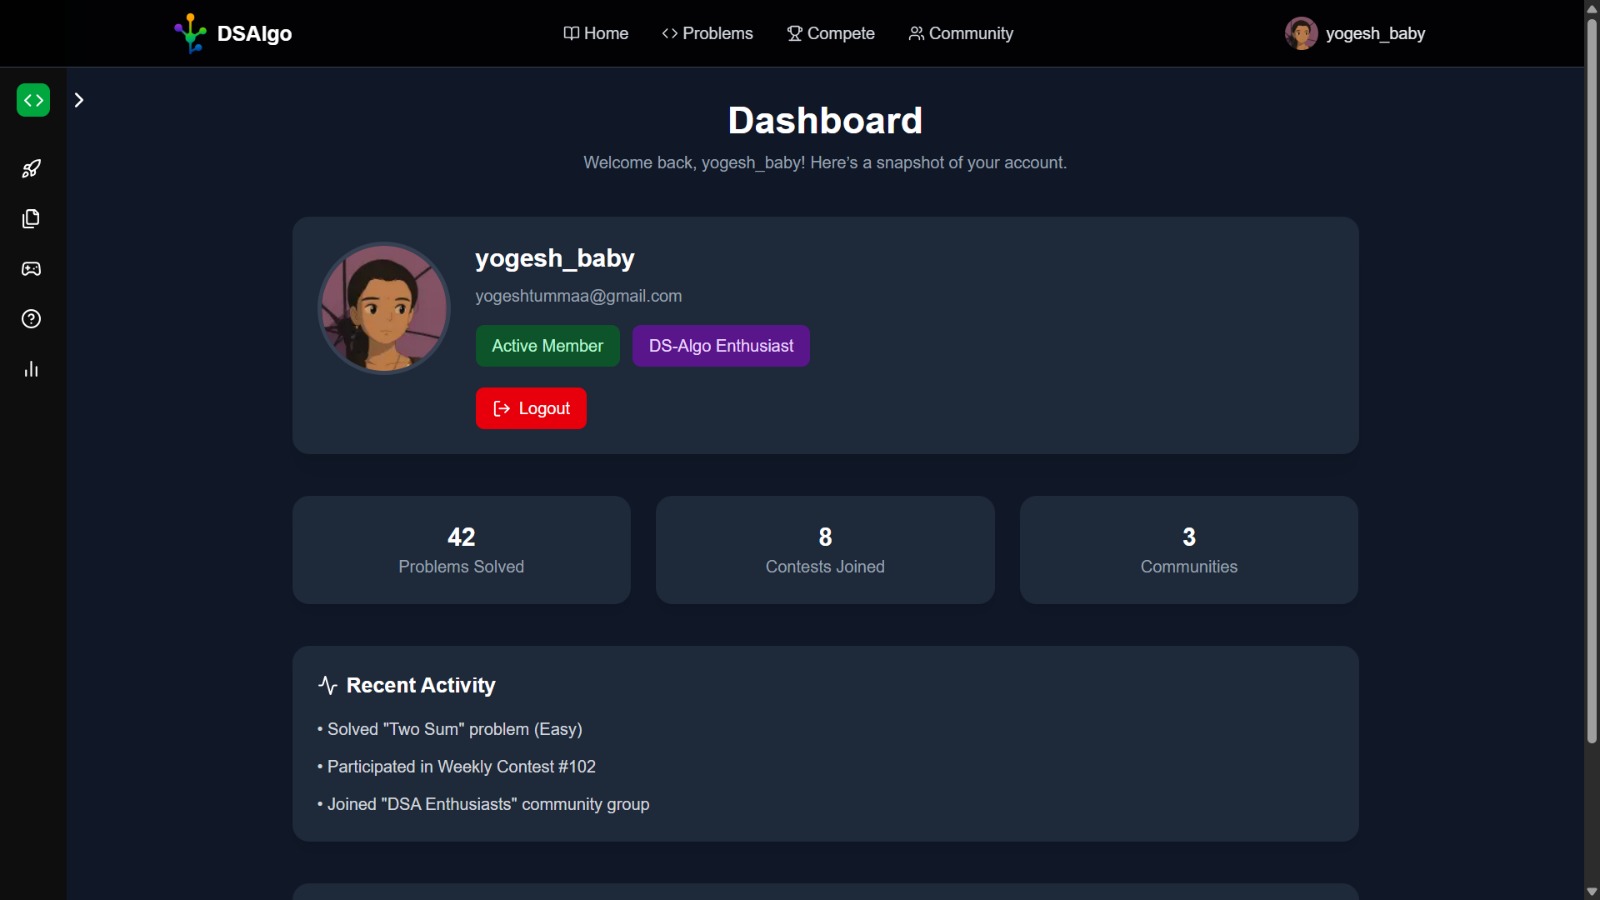 DSAlgo
Home
Problems
Compete
Community
yogesh_baby
Dashboard
Welcome back, yogesh_baby! Here's a snapshot of your account.
yogesh_baby
yogeshtummaa@gmail.com
Active Member
DS-Algo Enthusiast
Logout
42
Problems Solved
8
Contests Joined
3
Communities
Recent Activity
• Solved "Two Sum" problem (Easy)
• Participated in Weekly Contest #102
• Joined "DSA Enthusiasts" community group